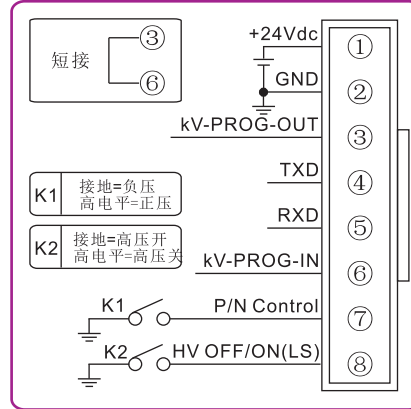 短接
③
⑥
+24Vdc
①
GND
②
kV-PROG-OUT
③
TXD
④
K1 接地=负压
高电平=正压
RXD
⑤
K2 接地=高压开
高电平=高压关
kV-PROG-IN
⑥
K1 P/N Control
⑦
K2 HV OFF/ON(LS)
⑧